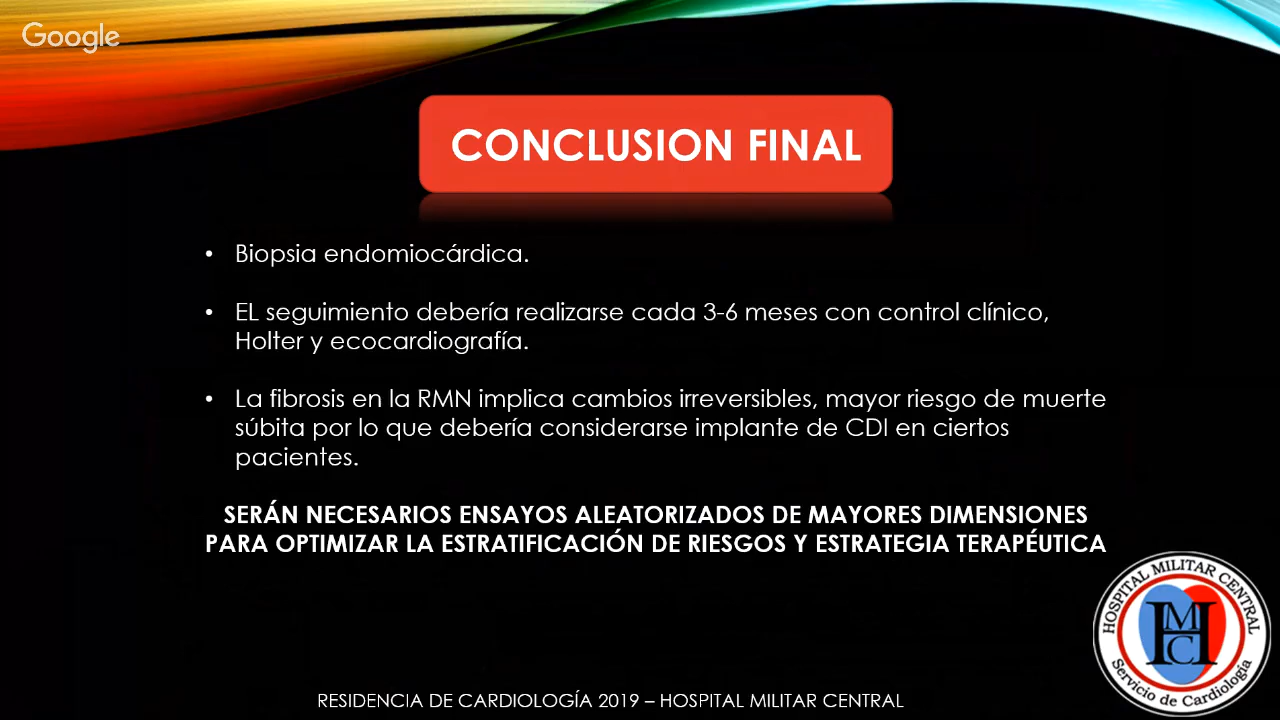 Google
CONCLUSION FINAL
• Biopsia endomiocárdica.
• EL seguimiento debería realizarse cada 3-6 meses con control clínico,
Holter y ecocardiografía.
• La fibrosis en la RMN implica cambios irreversibles, mayor riesgo de muerte
súbita por lo que debería considerarse implante de CDI en ciertos
pacientes.
SERÁN NECESARIOS ENSAYOS ALEATORIZADOS DE MAYORES DIMENSIONES
PARA OPTIMIZAR LA ESTRATIFICACIÓN DE RIESGOS Y ESTRATEGIA TERAPÉUTICA
HOSPITAL MILITAR CENTRAL
HMC
Servicio de Cardiología
RESIDENCIA DE CARDIOLOGÍA 2019 – HOSPITAL MILITAR CENTRAL